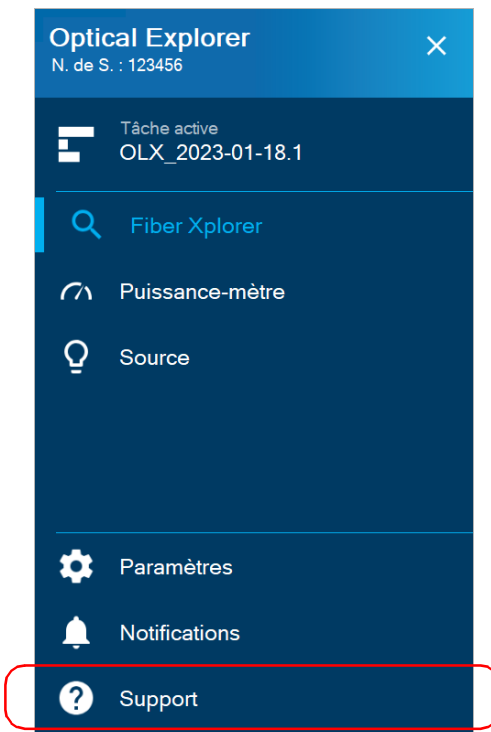 Optical Explorer
N. de S. : 123456
Tâche active
OLX_2023-01-18.1
Fiber Xplorer
Puissance-mètre
Source
Paramètres
Notifications
Support